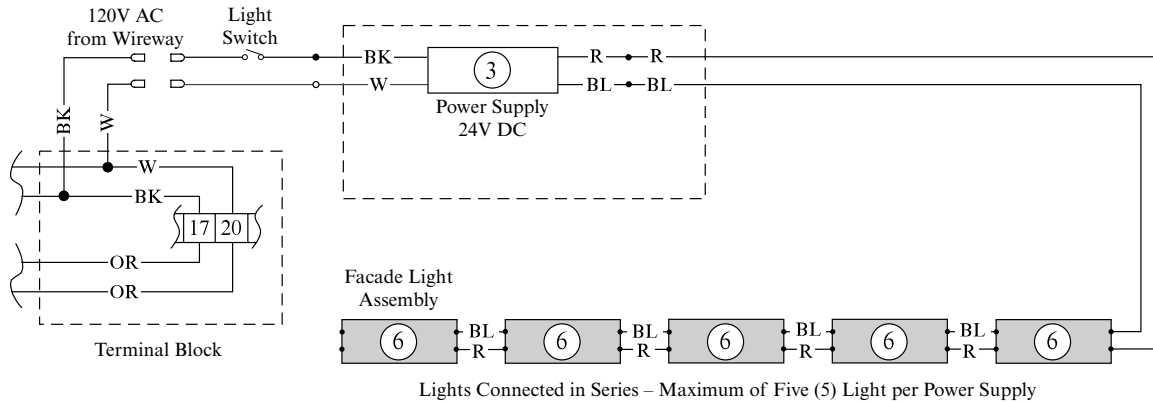 120V AC
from Wireway
Light
Switch
BK
W
3
R R
BL BL
Power Supply
24V DC
BK
W
W
BK
17 20
OR
OR
Terminal Block
Facade Light
Assembly
6 BL R 6 BL R 6 BL R 6 BL R 6
Lights Connected in Series – Maximum of Five (5) Light per Power Supply